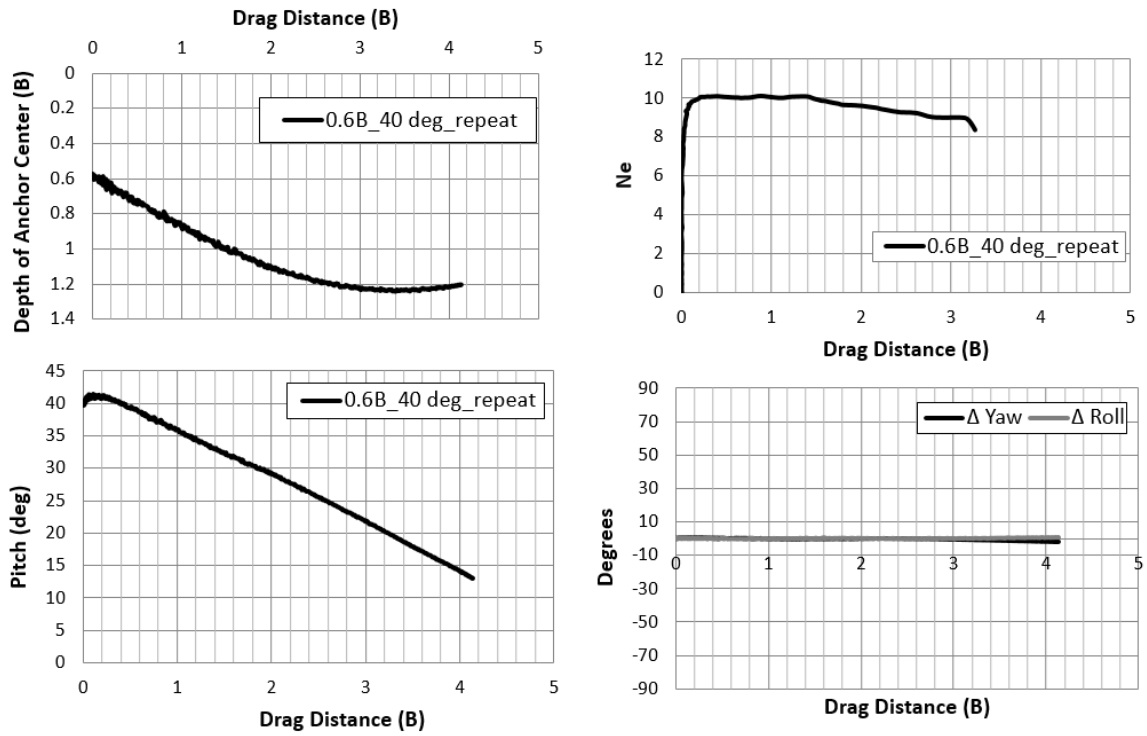 Drag Distance (B)
0 1 2 3 4 5
0
0.2
0.4
0.6
0.8
1
1.2
1.4
Depth of Anchor Center (B)
0.6B_40 deg_repeat
12
10
8
6
4
2
0
Ne
0.6B_40 deg_repeat
0 1 2 3 4 5
Drag Distance (B)
45
40
35
30
25
20
15
10
5
0
Pitch (deg)
0.6B_40 deg_repeat
0 1 2 3 4 5
Drag Distance (B)
90
70
50
30
10
-10
-30
-50
-70
-90
Degrees
Δ Yaw Δ Roll
0 1 2 3 4 5
Drag Distance (B)